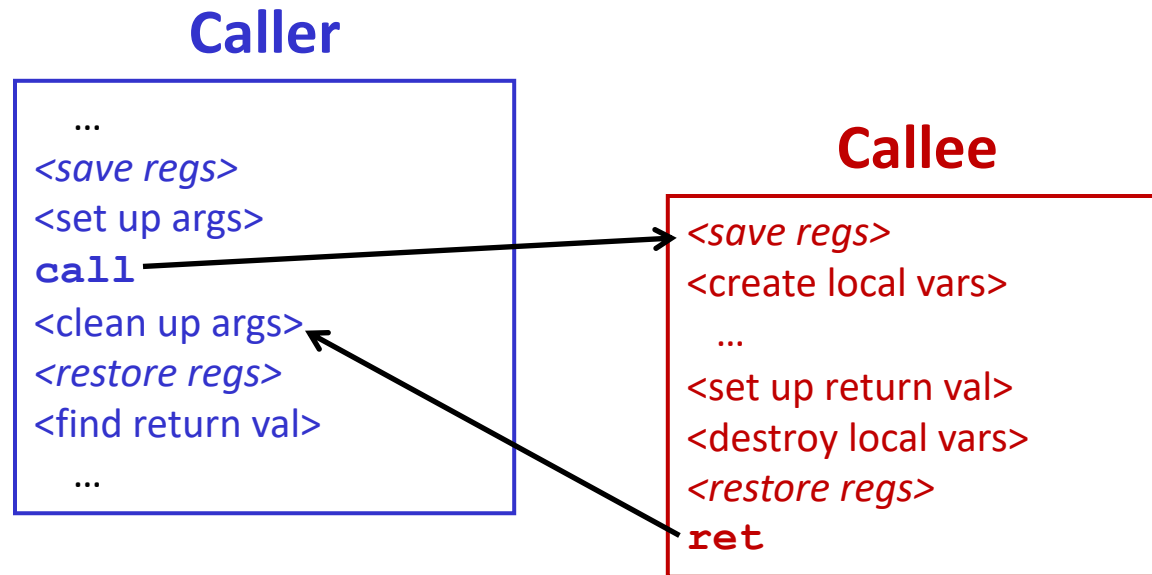 Caller
…
<save regs>
<set up args>
call
<clean up args>
<restore regs>
<find return val>
…
Callee
<save regs>
<create local vars>
…
<set up return val>
<destroy local vars>
<restore regs>
ret